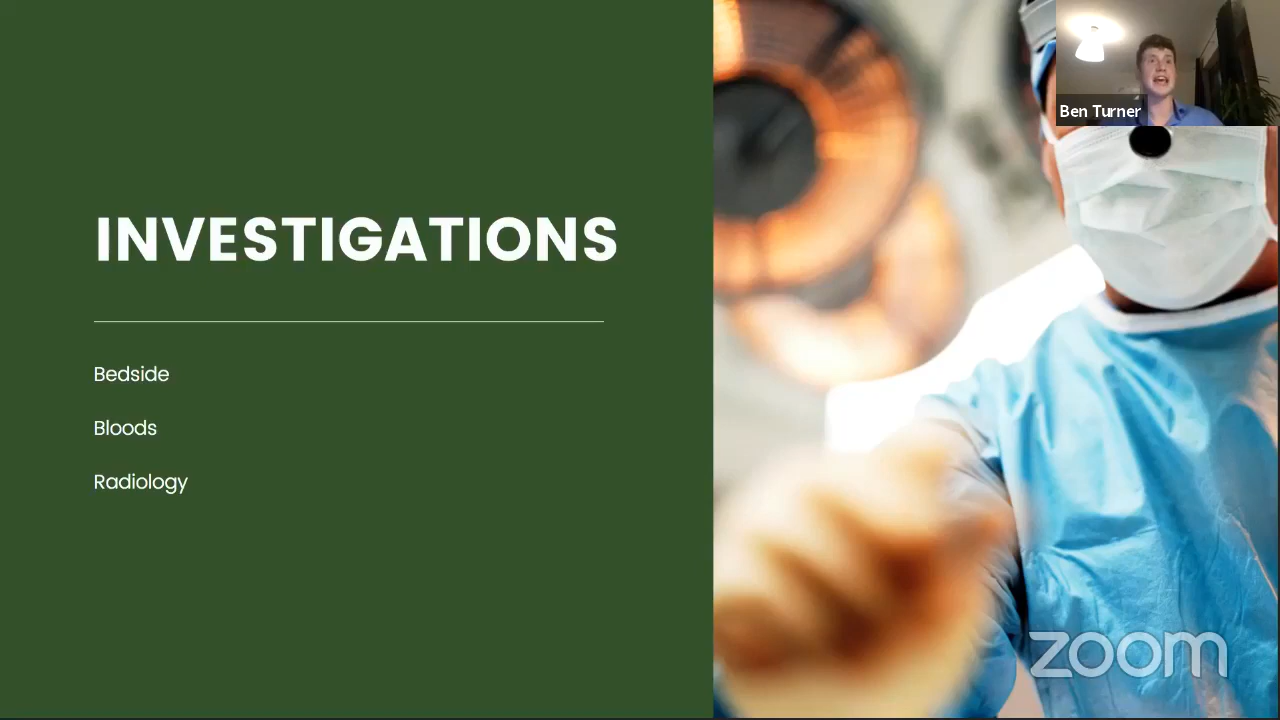 INVESTIGATIONS
Bedside
Bloods
Radiology
Ben Turner
zoom